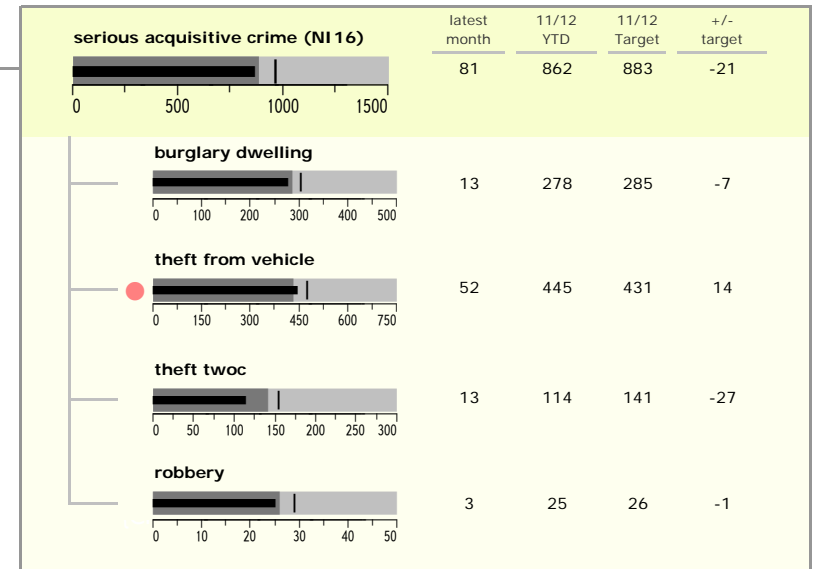 latest 11/12 11/12 +/-
serious acquisitive crime (NI16) month YTD Target target
81 862 883 -21
0 500 1000 1500
burglary dwelling
13 278 285 -7
0 100 200 300 400 500
theft from vehicle
52 445 431 14
0 150 300 450 600 750
theft twoc
13 114 141 -27
0 50 100 150 200 250 300
robbery
3 25 26 -1
0 10 20 30 40 50